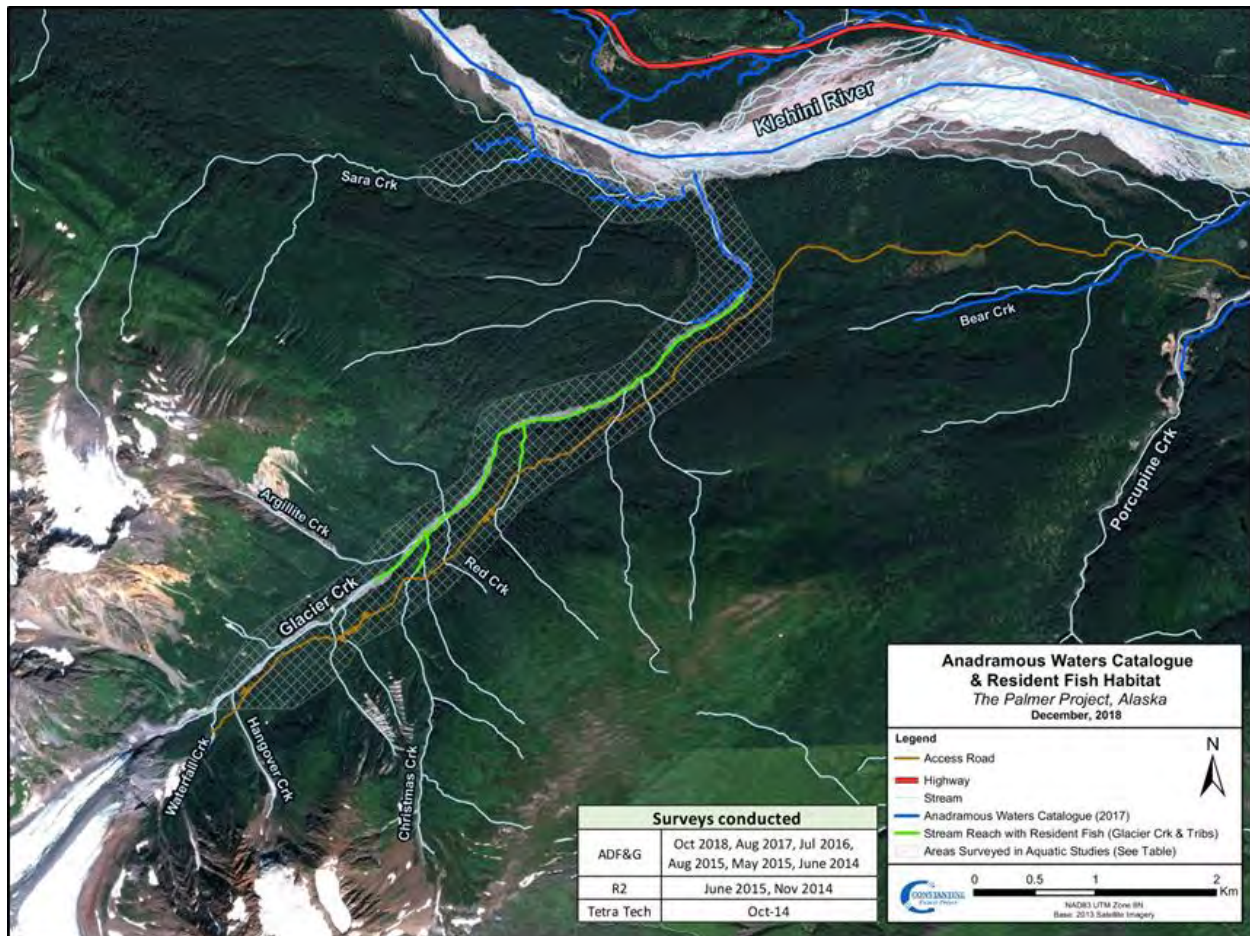 Klehini River
Sara Crk
Bear Crk
Porcupine Crk
Argillite Crk
Red Crk
Glacier Crk
Hangover Crk
Waterfall Crk
Christmas Crk
Surveys conducted
ADF&G
Oct 2018, Aug 2017, Jul 2016,
Aug 2015, May 2015, June 2014
R2
June 2015, Nov 2014
Tetra Tech
Oct-14
Anadramous Waters Catalogue
& Resident Fish Habitat
The Palmer Project, Alaska
December, 2018
Legend
Access Road
Highway
Stream
Anadramous Waters Catalogue (2017)
Stream Reach with Resident Fish (Glacier Crk & Tribs)
Areas Surveyed in Aquatic Studies (See Table)
N
0 0.5 1 2
Km
NAD83 UTM Zone 8N
Base: 2013 Satellite Imagery
CONSTANTINE